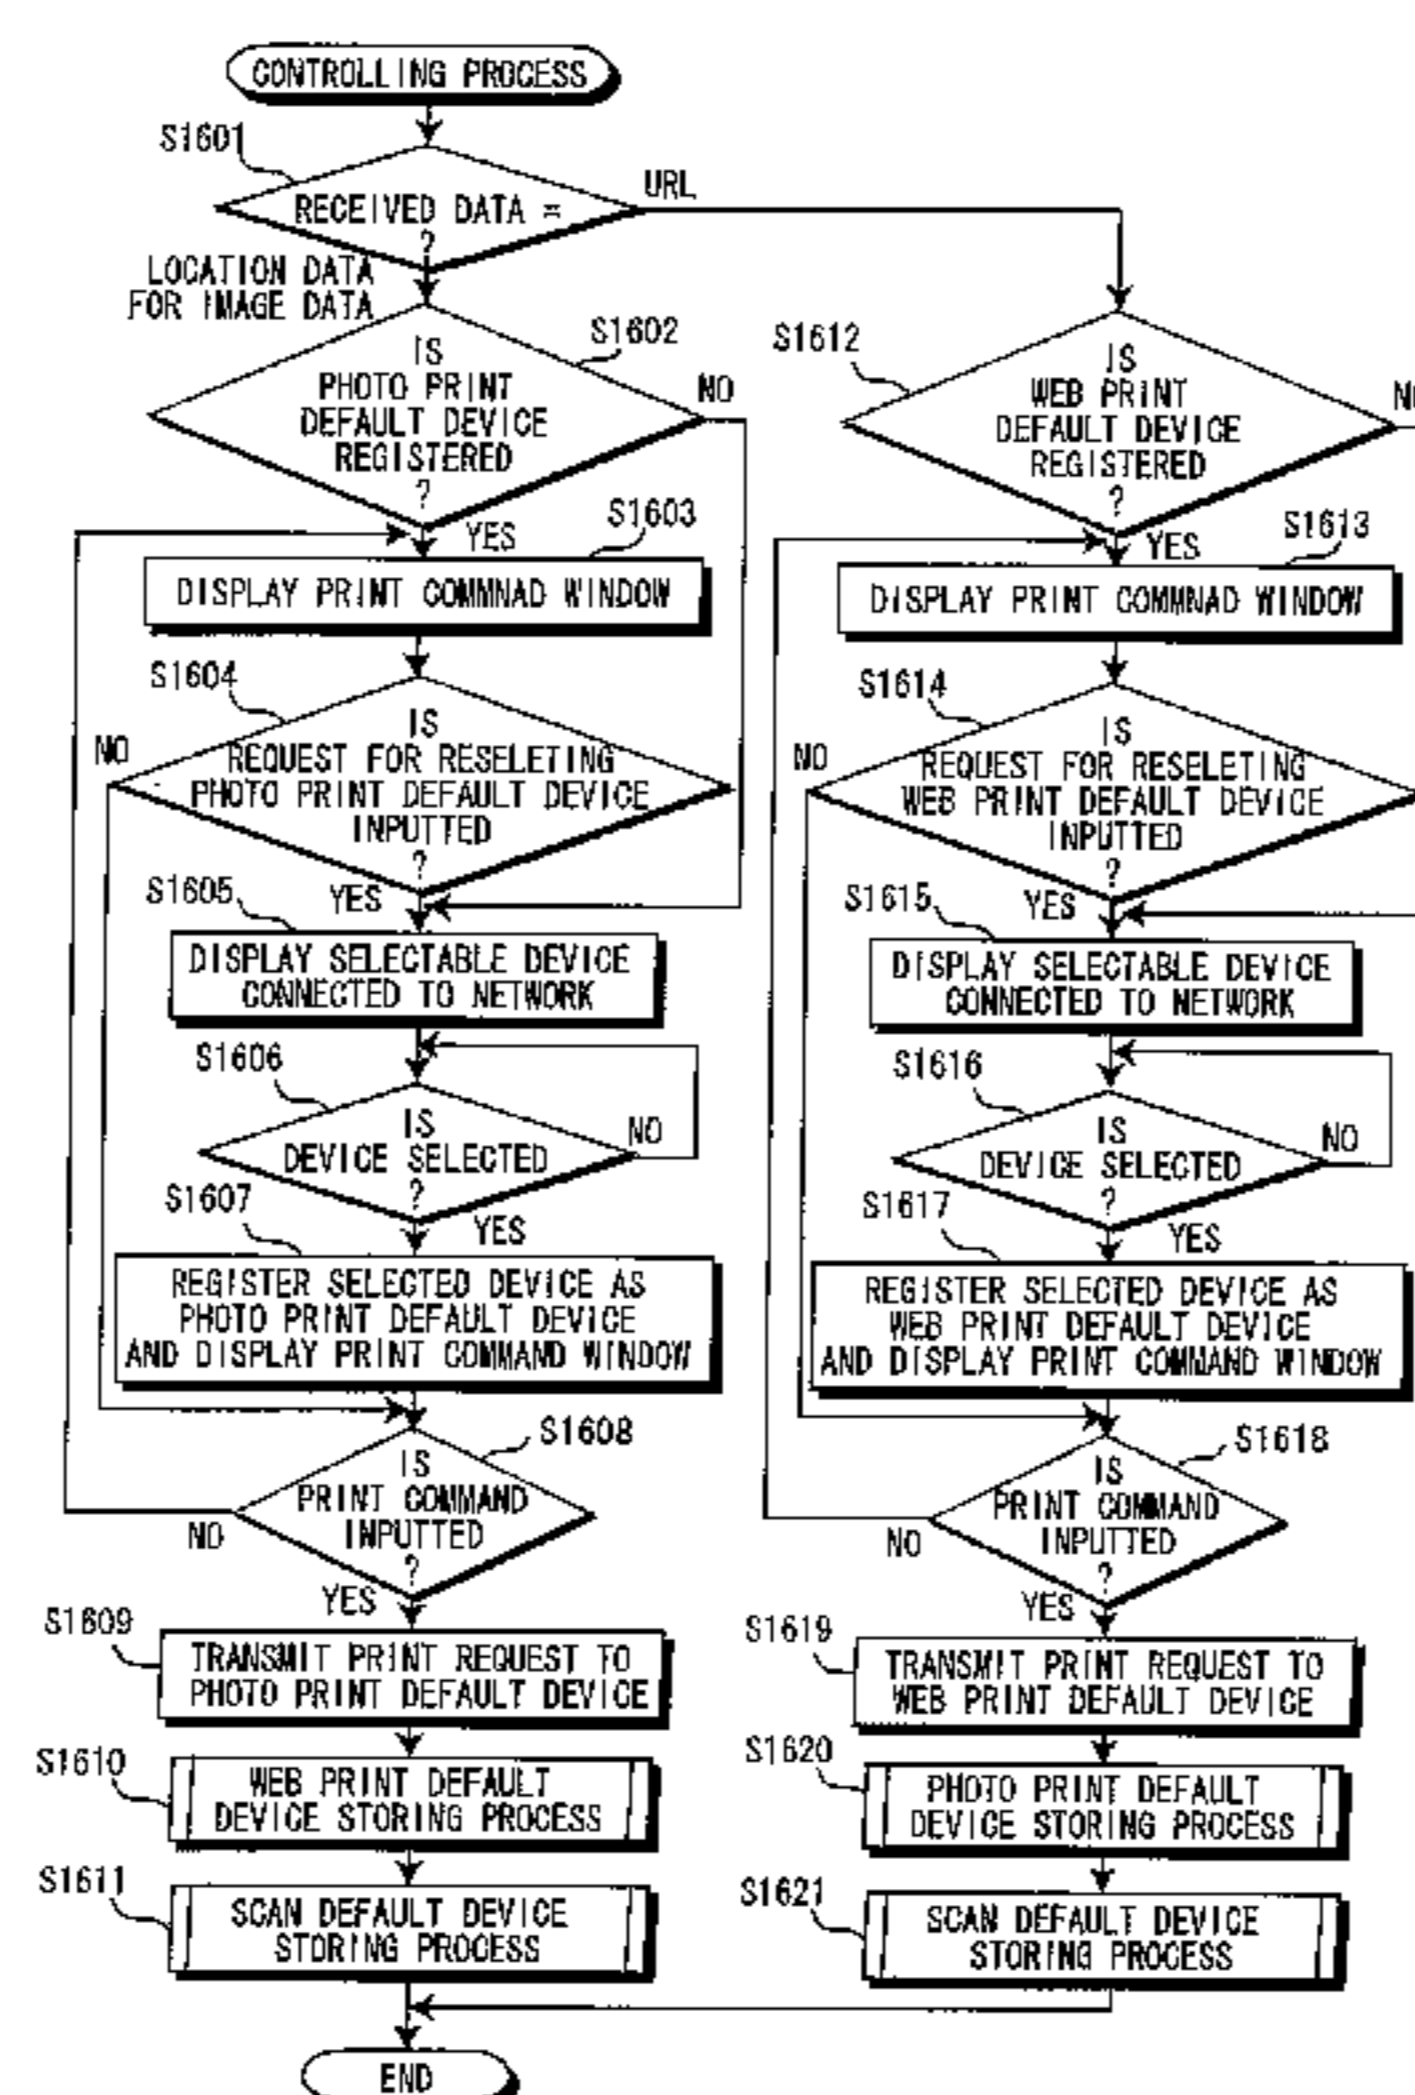 CONTROLLING PROCESS
S1601
RECEIVED DATA =
?
URL
LOCATION DATA
FOR IMAGE DATA
S1602
IS
PHOTO PRINT
DEFAULT DEVICE
REGISTERED
?
NO
YES
S1603
DISPLAY PRINT COMMNAD WINDOW
S1604
IS
REQUEST FOR RESELETING
PHOTO PRINT DEFAULT DEVICE
INPUTTED
?
NO
YES
S1605
DISPLAY SELECTABLE DEVICE
CONNECTED TO NETWORK
S1606
IS
DEVICE SELECTED
?
NO
YES
S1607
REGISTER SELECTED DEVICE AS
PHOTO PRINT DEFAULT DEVICE
AND DISPLAY PRINT COMMAND WINDOW
S1608
IS
PRINT COMMAND
INPUTTED
?
NO
YES
S1609
TRANSMIT PRINT REQUEST TO
PHOTO PRINT DEFAULT DEVICE
S1610
WEB PRINT DEFAULT
DEVICE STORING PROCESS
S1611
SCAN DEFAULT DEVICE
STORING PROCESS
END
S1612
IS
WEB PRINT
DEFAULT DEVICE
REGISTERED
?
YES
S1613
DISPLAY PRINT COMMNAD WINDOW
S1614
IS
REQUEST FOR RESELETING
WEB PRINT DEFAULT DEVICE
INPUTTED
?
NO
YES
S1615
DISPLAY SELECTABLE DEVICE
CONNECTED TO NETWORK
S1616
IS
DEVICE SELECTED
?
NO
YES
S1617
REGISTER SELECTED DEVICE AS
WEB PRINT DEFAULT DEVICE
AND DISPLAY PRINT COMMAND WINDOW
S1618
IS
PRINT COMMAND
INPUTTED
?
NO
YES
S1619
TRANSMIT PRINT REQUEST TO
WEB PRINT DEFAULT DEVICE
S1620
PHOTO PRINT DEFAULT
DEVICE STORING PROCESS
S1621
SCAN DEFAULT DEVICE
STORING PROCESS